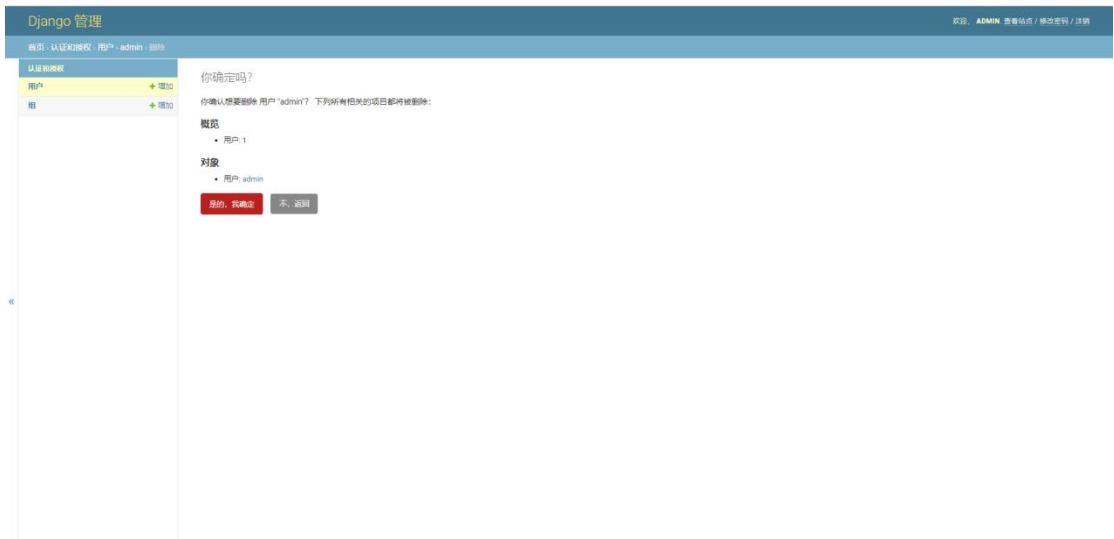 Django 管理
欢迎，ADMIN. 查看站点 / 修改密码 / 注销
首页 › 认证和授权 › 用户 › admin › 删除
认证和授权
用户 + 增加
组 + 增加
你确定吗？
你确认想要删除 用户 "admin"? 下列所有相关的项目都将被删除:
概览
用户: 1
对象
用户: admin
是的，我确定 不，返回
«